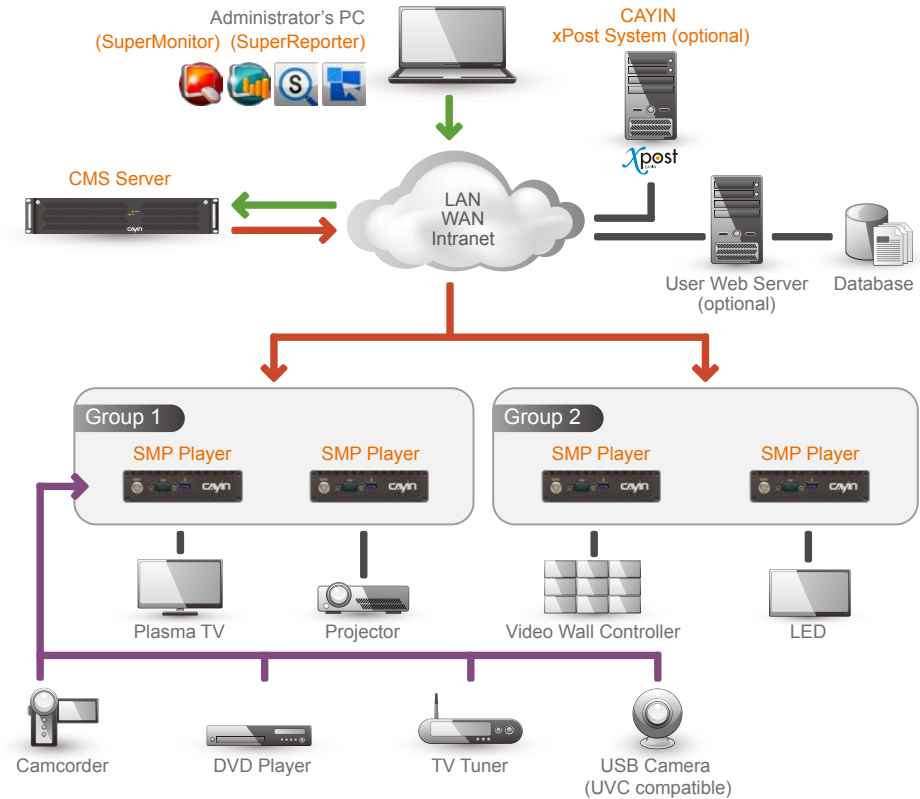 Administrator's PC
(SuperMonitor) (SuperReporter)
S
CAYIN
xPost System (optional)
Xpost
CAYIN
CMS Server
CAYIN
LAN
WAN
Intranet
User Web Server
(optional)
Database
Group 1
SMP Player
SMP Player
CAYIN
CAYIN
Group 2
SMP Player
SMP Player
CAYIN
CAYIN
Plasma TV
Projector
Video Wall Controller
LED
Camcorder
DVD Player
TV Tuner
USB Camera
(UVC compatible)